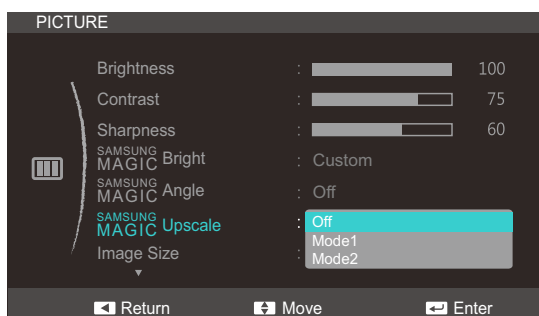 PICTURE
Brightness : 100
Contrast : 75
Sharpness : 60
SAMSUNG MAGIC Bright : Custom
SAMSUNG MAGIC Angle : Off
SAMSUNG MAGIC Upscale : Off
Mode1
Image Size : Mode2
Return Move Enter